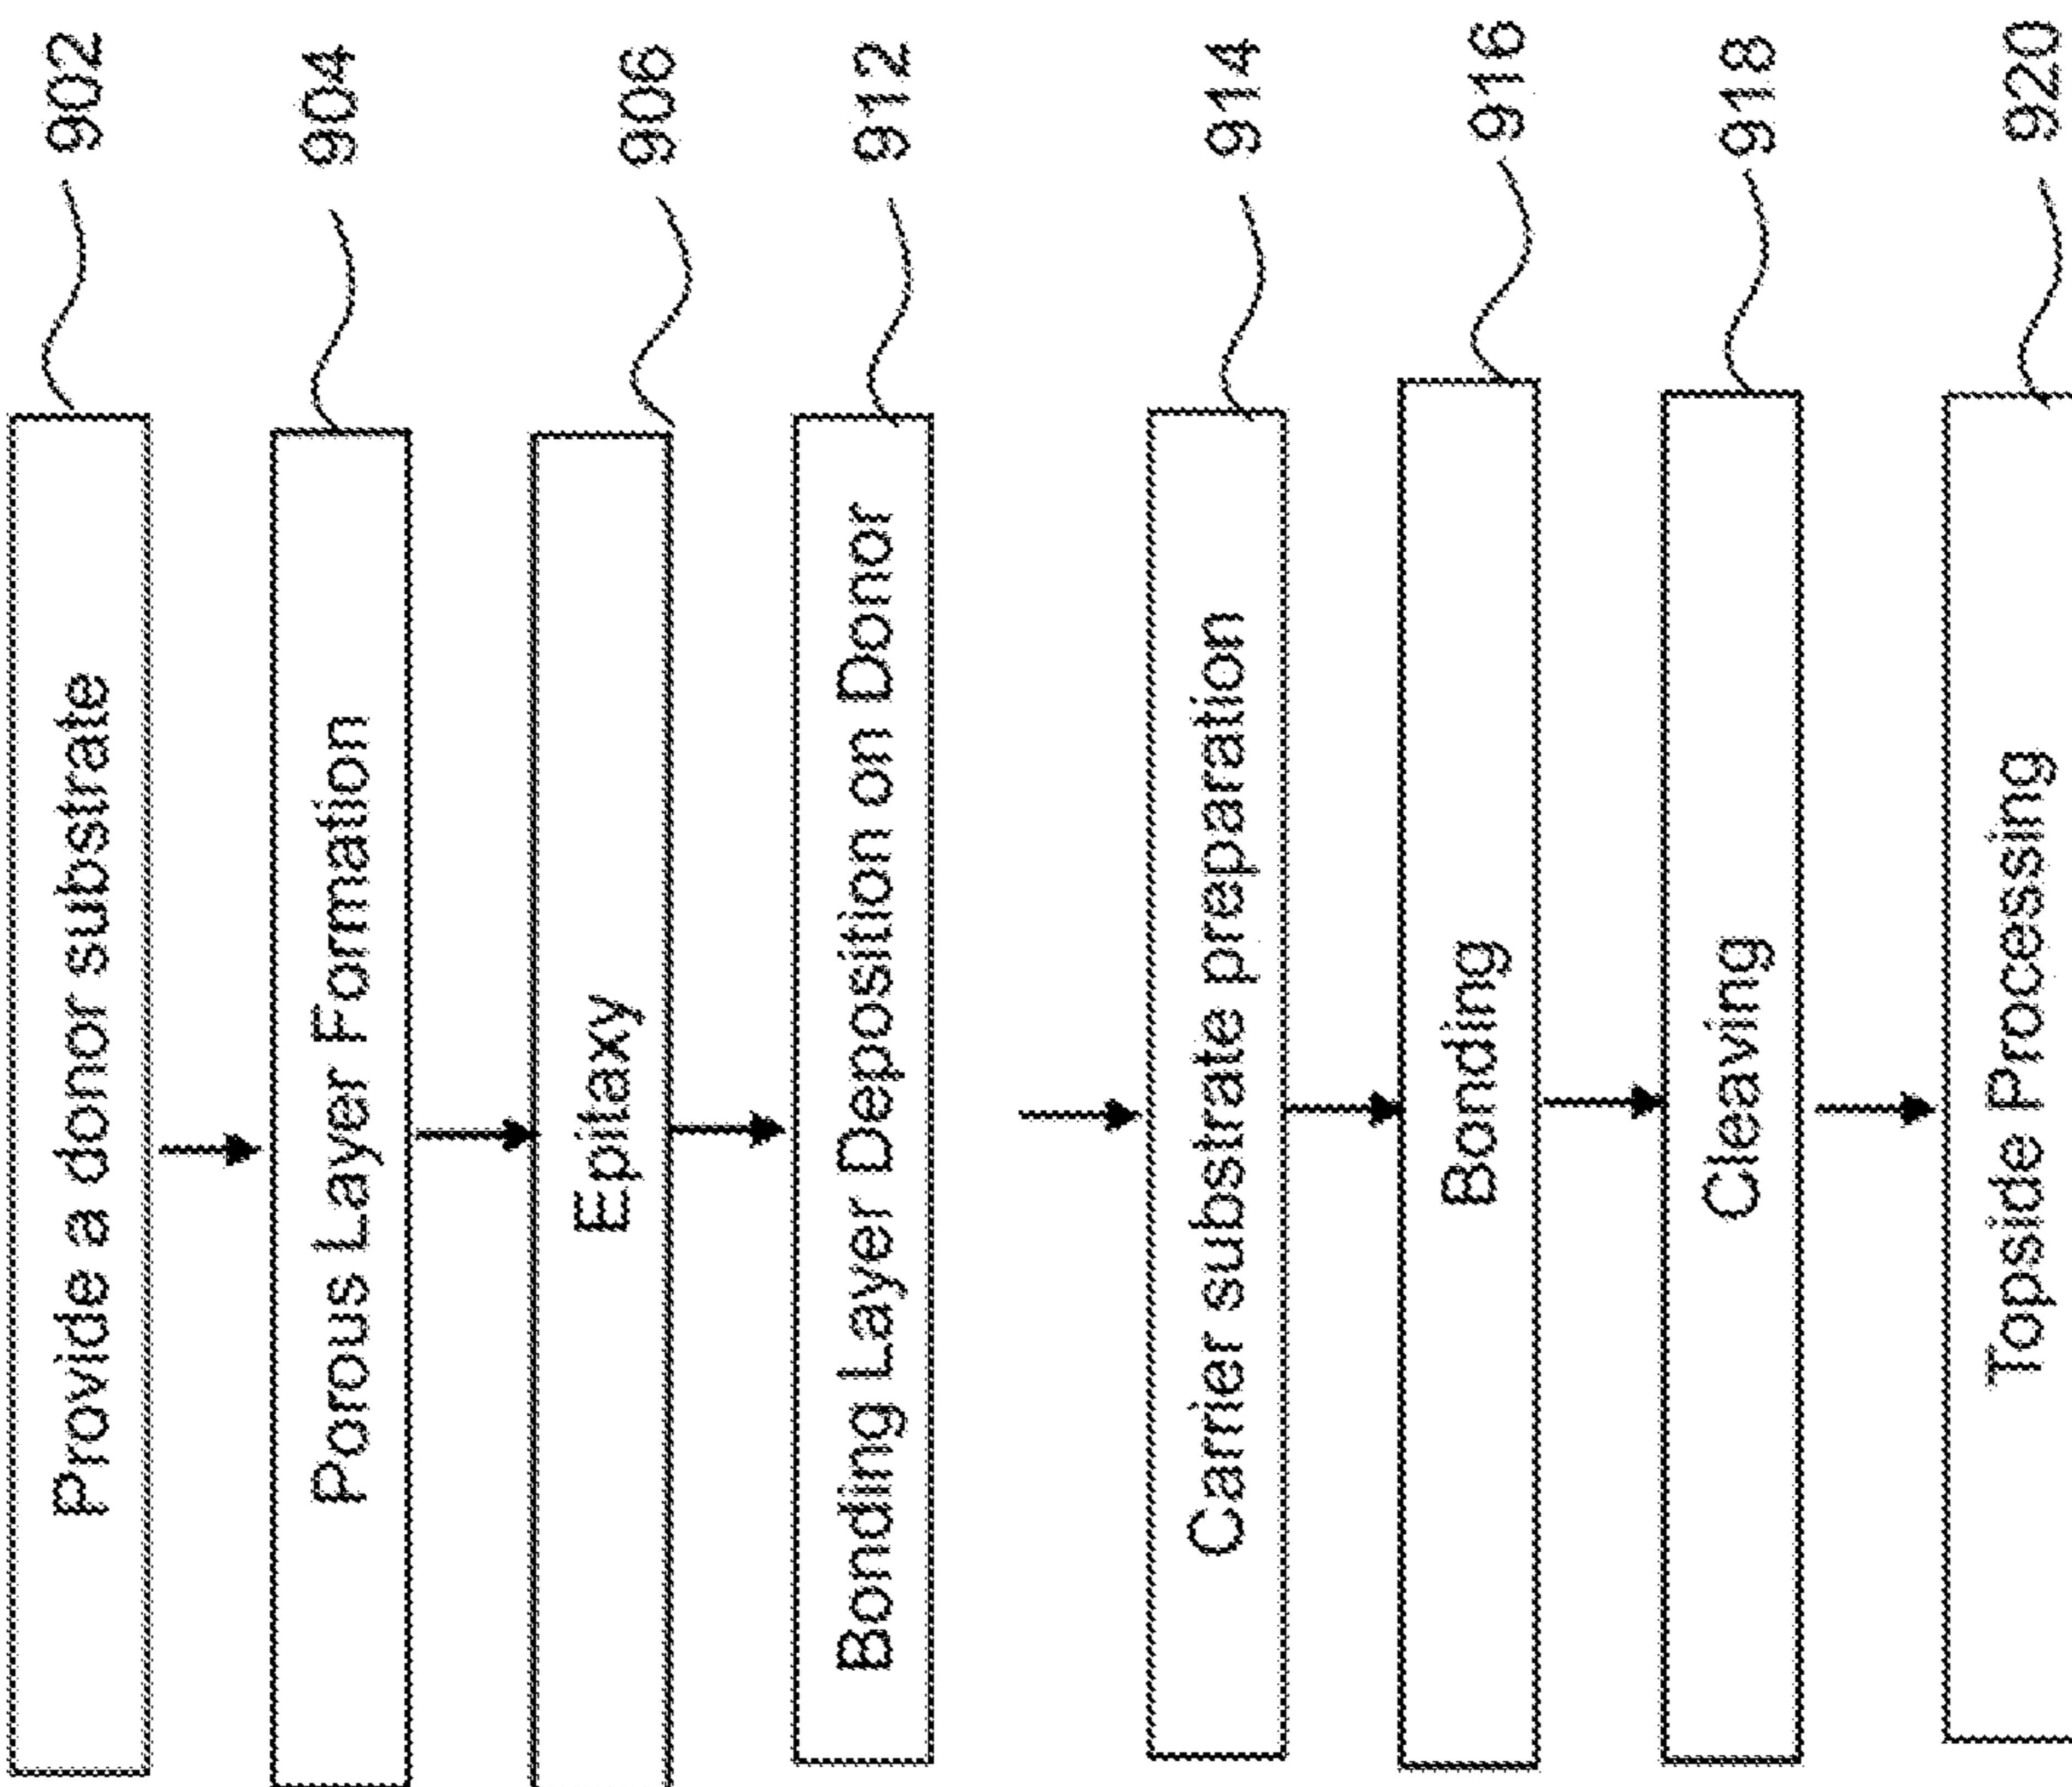 Provide a donor substrate
902
Porous Layer Formation
904
Epitaxy
906
Bonding Layer Deposition on Donor
912
Carrier substrate preparation
914
Bonding
916
Cleaving
918
Topside Processing
920